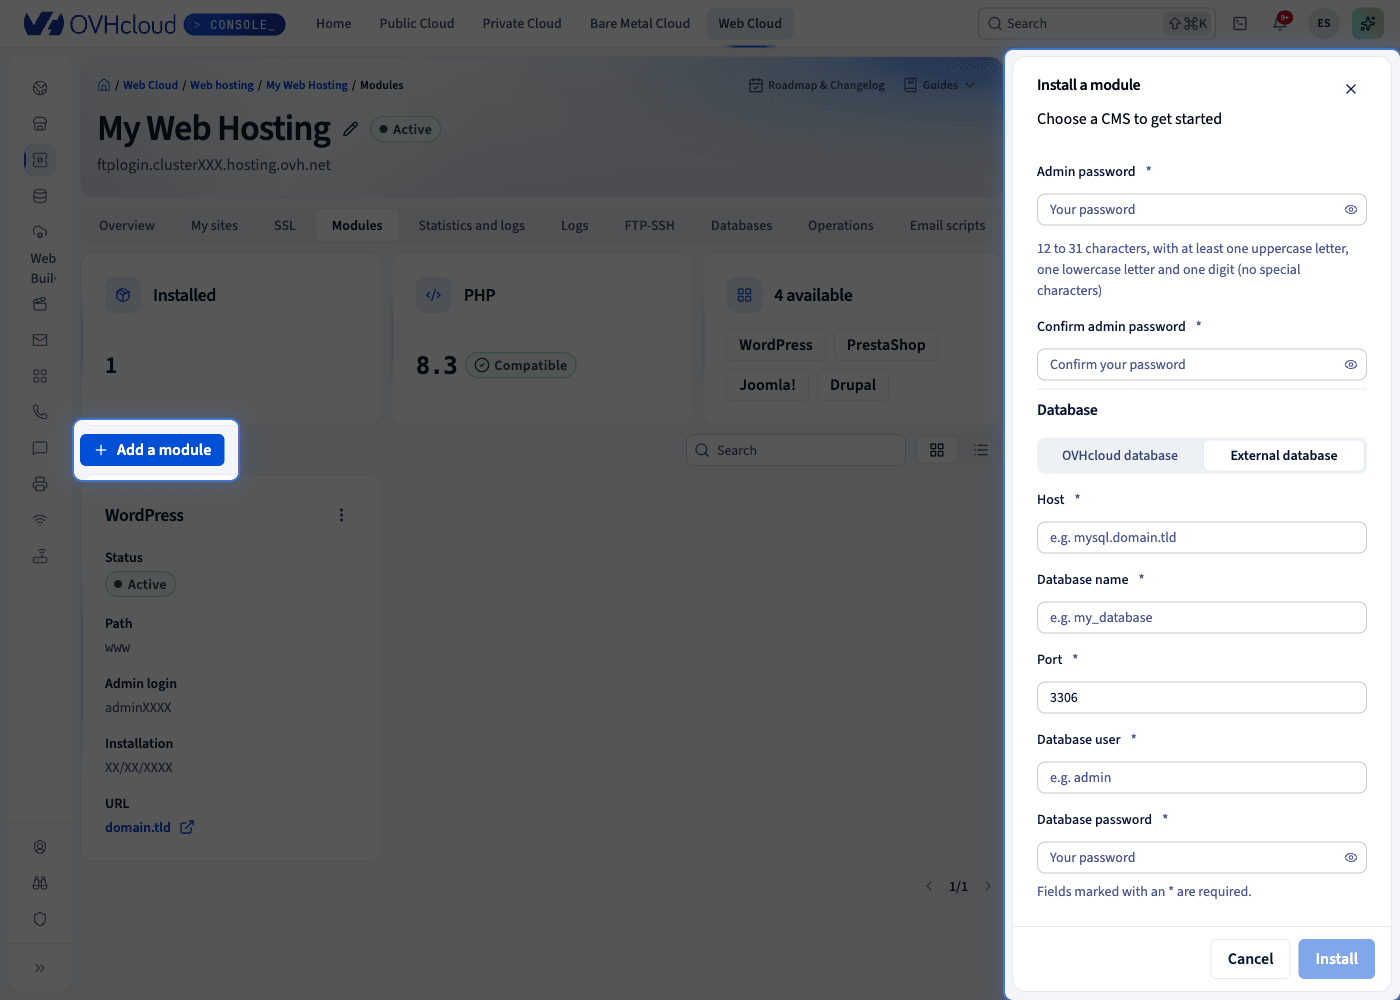 OVHcloud > CONSOLE_
Home Public Cloud Private Cloud Bare Metal Cloud Web Cloud
Search ⇧⌘K 9+ ES
/ Web Cloud / Web hosting / My Web Hosting / Modules
Roadmap & Changelog Guides
My Web Hosting Active
ftplogin.clusterXXX.hosting.ovh.net
Web
Buil
Overview My sites SSL Modules Statistics and logs Logs FTP-SSH Databases Operations Email scripts
Installed
1
PHP
8.3 Compatible
4 available
WordPress PrestaShop
Joomla! Drupal
+ Add a module
Search
WordPress
Status
Active
Path
www
Admin login
adminXXXX
Installation
XX/XX/XXXX
URL
domain.tld
< 1/1 >
Install a module
Choose a CMS to get started
Admin password *
Your password
12 to 31 characters, with at least one uppercase letter,
one lowercase letter and one digit (no special
characters)
Confirm admin password *
Confirm your password
Database
OVHcloud database External database
Host *
e.g. mysql.domain.tld
Database name *
e.g. my_database
Port *
3306
Database user *
e.g. admin
Database password *
Your password
Fields marked with an * are required.
Cancel Install